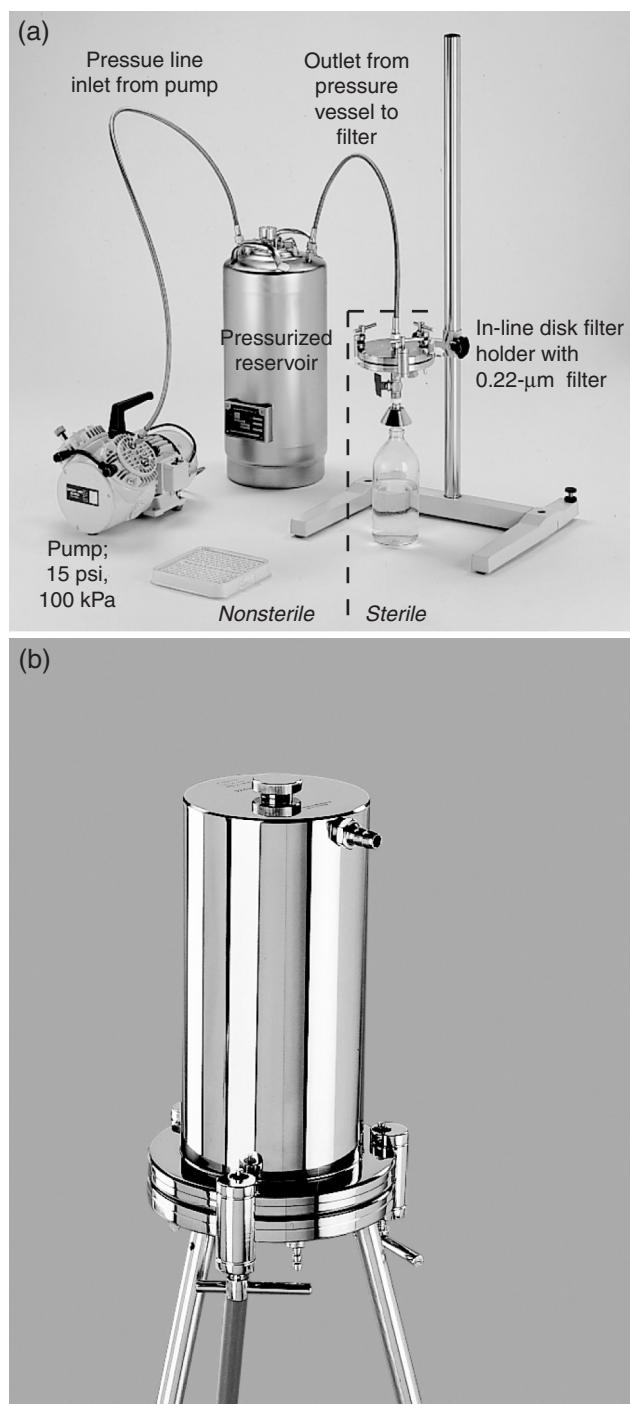 (a)
Pressue line
inlet from pump
Outlet from
pressure
vessel to
filter
Pressurized
reservoir
In-line disk filter
holder with
0.22-μm filter
Pump;
15 psi,
100 kPa
Nonsterile
Sterile
(b)